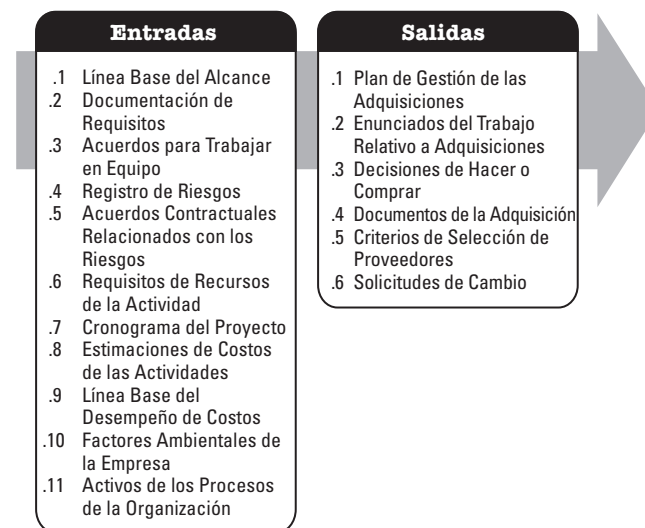 Entradas
.1 Línea Base del Alcance
.2 Documentación de
Requisitos
.3 Acuerdos para Trabajar
en Equipo
.4 Registro de Riesgos
.5 Acuerdos Contractuales
Relacionados con los
Riesgos
.6 Requisitos de Recursos
de la Actividad
.7 Cronograma del Proyecto
.8 Estimaciones de Costos
de las Actividades
.9 Línea Base del
Desempeño de Costos
.10 Factores Ambientales de
la Empresa
.11 Activos de los Procesos
de la Organización
Salidas
.1 Plan de Gestión de las
Adquisiciones
.2 Enunciados del Trabajo
Relativo a Adquisiciones
.3 Decisiones de Hacer o
Comprar
.4 Documentos de la Adquisición
.5 Criterios de Selección de
Proveedores
.6 Solicitudes de Cambio